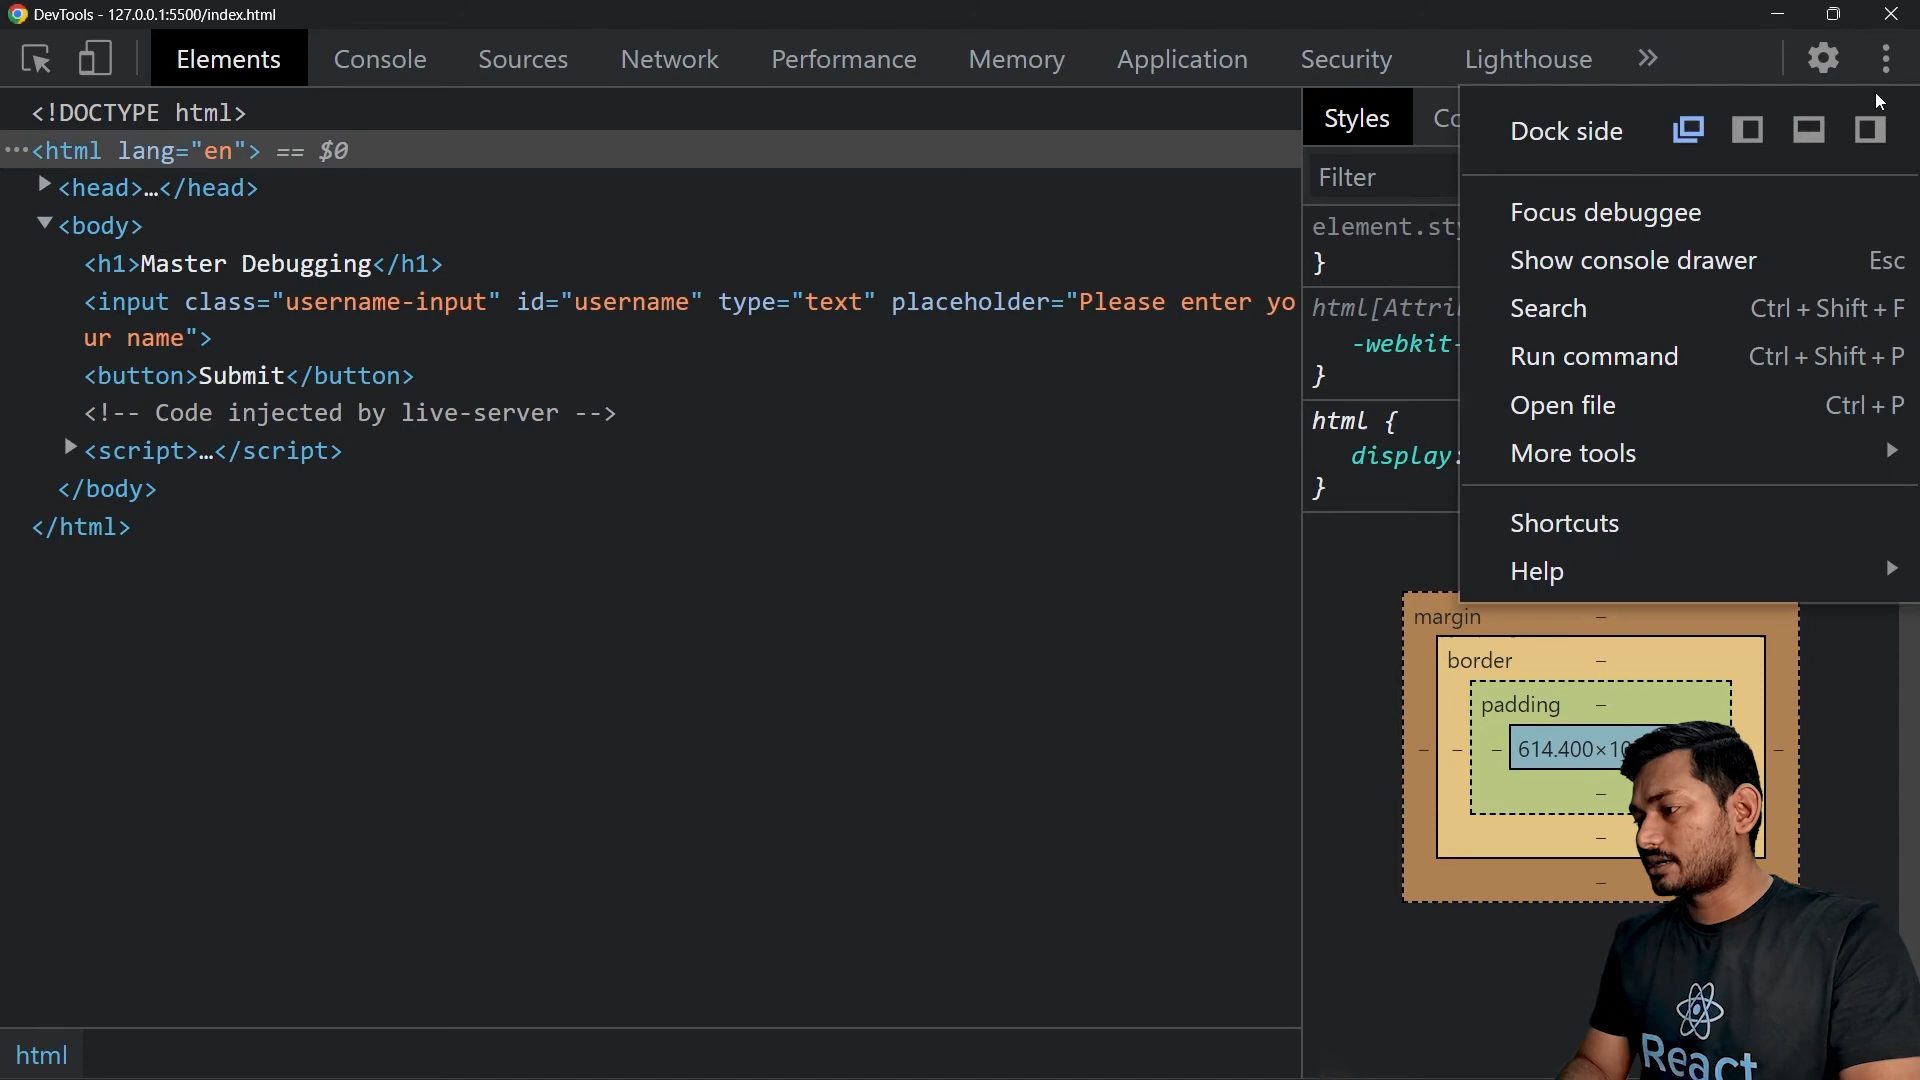 DevTools - 127.0.0.1:5500/index.html
Elements Console Sources Network Performance Memory Application Security Lighthouse »
<!DOCTYPE html>
<html lang="en"> == $0
<head>…</head>
<body>
<h1>Master Debugging</h1>
<input class="username-input" id="username" type="text" placeholder="Please enter yo
ur name">
<button>Submit</button>
<!-- Code injected by live-server -->
<script>…</script>
</body>
</html>
html
Styles Co
Filter
element.sty
}
html[Attri
-webkit-
}
html {
display:
}
Dock side
Focus debuggee
Show console drawer Esc
Search Ctrl + Shift + F
Run command Ctrl + Shift + P
Open file Ctrl + P
More tools
Shortcuts
Help
margin –
border –
padding –
– – – 614.400×10 –
–
–
–
React